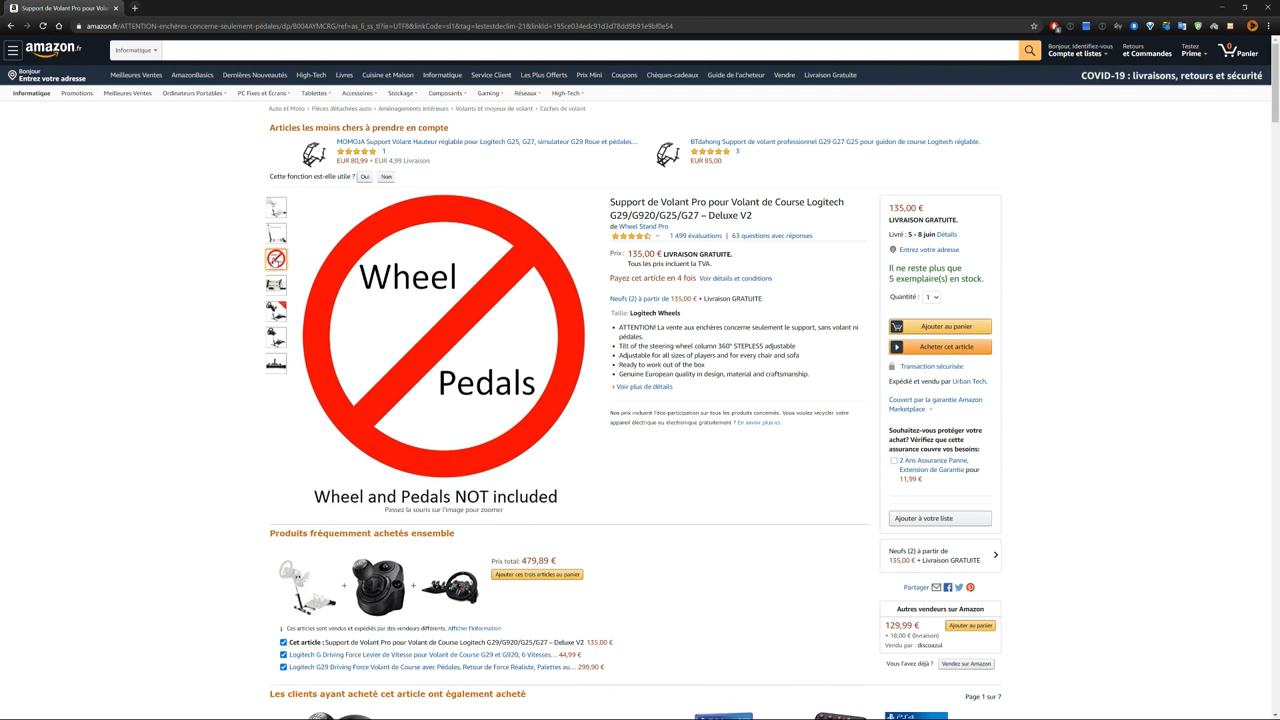 Support de Volant Pro pour Vol
amazon.fr/ATTENTION-enchères-concerne-seulement-pédales/dp/B004AYMCRG/ref=as_li_ss_tl?ie=UTF8&linkCode=sl1&tag=lestestdeclim-21&linkId=195ce034edc91d3d78dd9b91e9bf0e54
amazon.fr
Informatique
Bonjour, Identifiez-vous
Compte et listes
Retours
et Commandes
Testez
Prime
0
Panier
Bonjour
Entrez votre adresse
Meilleures Ventes
AmazonBasics
Dernières Nouveautés
High-Tech
Livres
Cuisine et Maison
Informatique
Service Client
Les Plus Offerts
Prix Mini
Coupons
Chèques-cadeaux
Guide de l'acheteur
Vendre
Livraison Gratuite
COVID-19 : livraisons, retours et sécurité
Informatique
Promotions
Meilleures Ventes
Ordinateurs Portables
PC Fixes et Écrans
Tablettes
Accessoires
Stockage
Composants
Gaming
Réseaux
High-Tech
Auto et Moto › Pièces détachées auto › Aménagements intérieurs › Volants et moyeux de volant › Caches de volant
Articles les moins chers à prendre en compte
MOMOJA Support Volant Hauteur réglable pour Logitech G25, G27, simulateur G29 Roue et pédales...
1
EUR 80,99 + EUR 4,99 Livraison
BTdahong Support de volant professionnel G29 G27 G25 pour guidon de course Logitech réglable.
3
EUR 85,00
Cette fonction est-elle utile ? Oui Non
Wheel
Pedals
Wheel and Pedals NOT included
Passez la souris sur l'image pour zoomer
Support de Volant Pro pour Volant de Course Logitech
G29/G920/G25/G27 – Deluxe V2
de Wheel Stand Pro
1 499 évaluations | 63 questions avec réponses
Prix : 135,00 € LIVRAISON GRATUITE.
Tous les prix incluent la TVA.
Payez cet article en 4 fois Voir détails et conditions
Neufs (2) à partir de 135,00 € + Livraison GRATUITE
Taille: Logitech Wheels
ATTENTION! La vente aux enchères concerne seulement le support, sans volant ni
pédales.
Tilt of the steering wheel column 360° STEPLESS adjustable
Adjustable for all sizes of players and for every chair and sofa
Ready to work out of the box
Genuine European quality in design, material and craftsmanship.
› Voir plus de détails
Nos prix incluent l'éco-participation sur tous les produits concernés. Vous voulez recycler votre
appareil électrique ou électronique gratuitement ? En savoir plus ici.
135,00 €
LIVRAISON GRATUITE.
Livré : 5 - 8 juin Détails
Entrez votre adresse
Il ne reste plus que
5 exemplaire(s) en stock.
Quantité : 1
Ajouter au panier
Acheter cet article
Transaction sécurisée
Expédié et vendu par Urban Tech.
Couvert par la garantie Amazon
Marketplace
Souhaitez-vous protéger votre
achat? Vérifiez que cette
assurance couvre vos besoins:
2 Ans Assurance Panne,
Extension de Garantie pour
11,99 €
Ajouter à votre liste
Neufs (2) à partir de
135,00 € + Livraison GRATUITE
Partager
Autres vendeurs sur Amazon
129,99 €
Ajouter au panier
+ 18,00 € (livraison)
Vendu par : discoazul
Vous l'avez déjà ? Vendez sur Amazon
Produits fréquemment achetés ensemble
+
+
Prix total: 479,89 €
Ajouter ces trois articles au panier
Ces articles sont vendus et expédiés par des vendeurs différents. Afficher l'information
Cet article : Support de Volant Pro pour Volant de Course Logitech G29/G920/G25/G27 – Deluxe V2 135,00 €
Logitech G Driving Force Levier de Vitesse pour Volant de Course G29 et G920, 6 Vitesses... 44,99 €
Logitech G29 Driving Force Volant de Course avec Pédales, Retour de Force Réaliste, Palettes au... 299,90 €
Les clients ayant acheté cet article ont également acheté
Page 1 sur 7
PS4